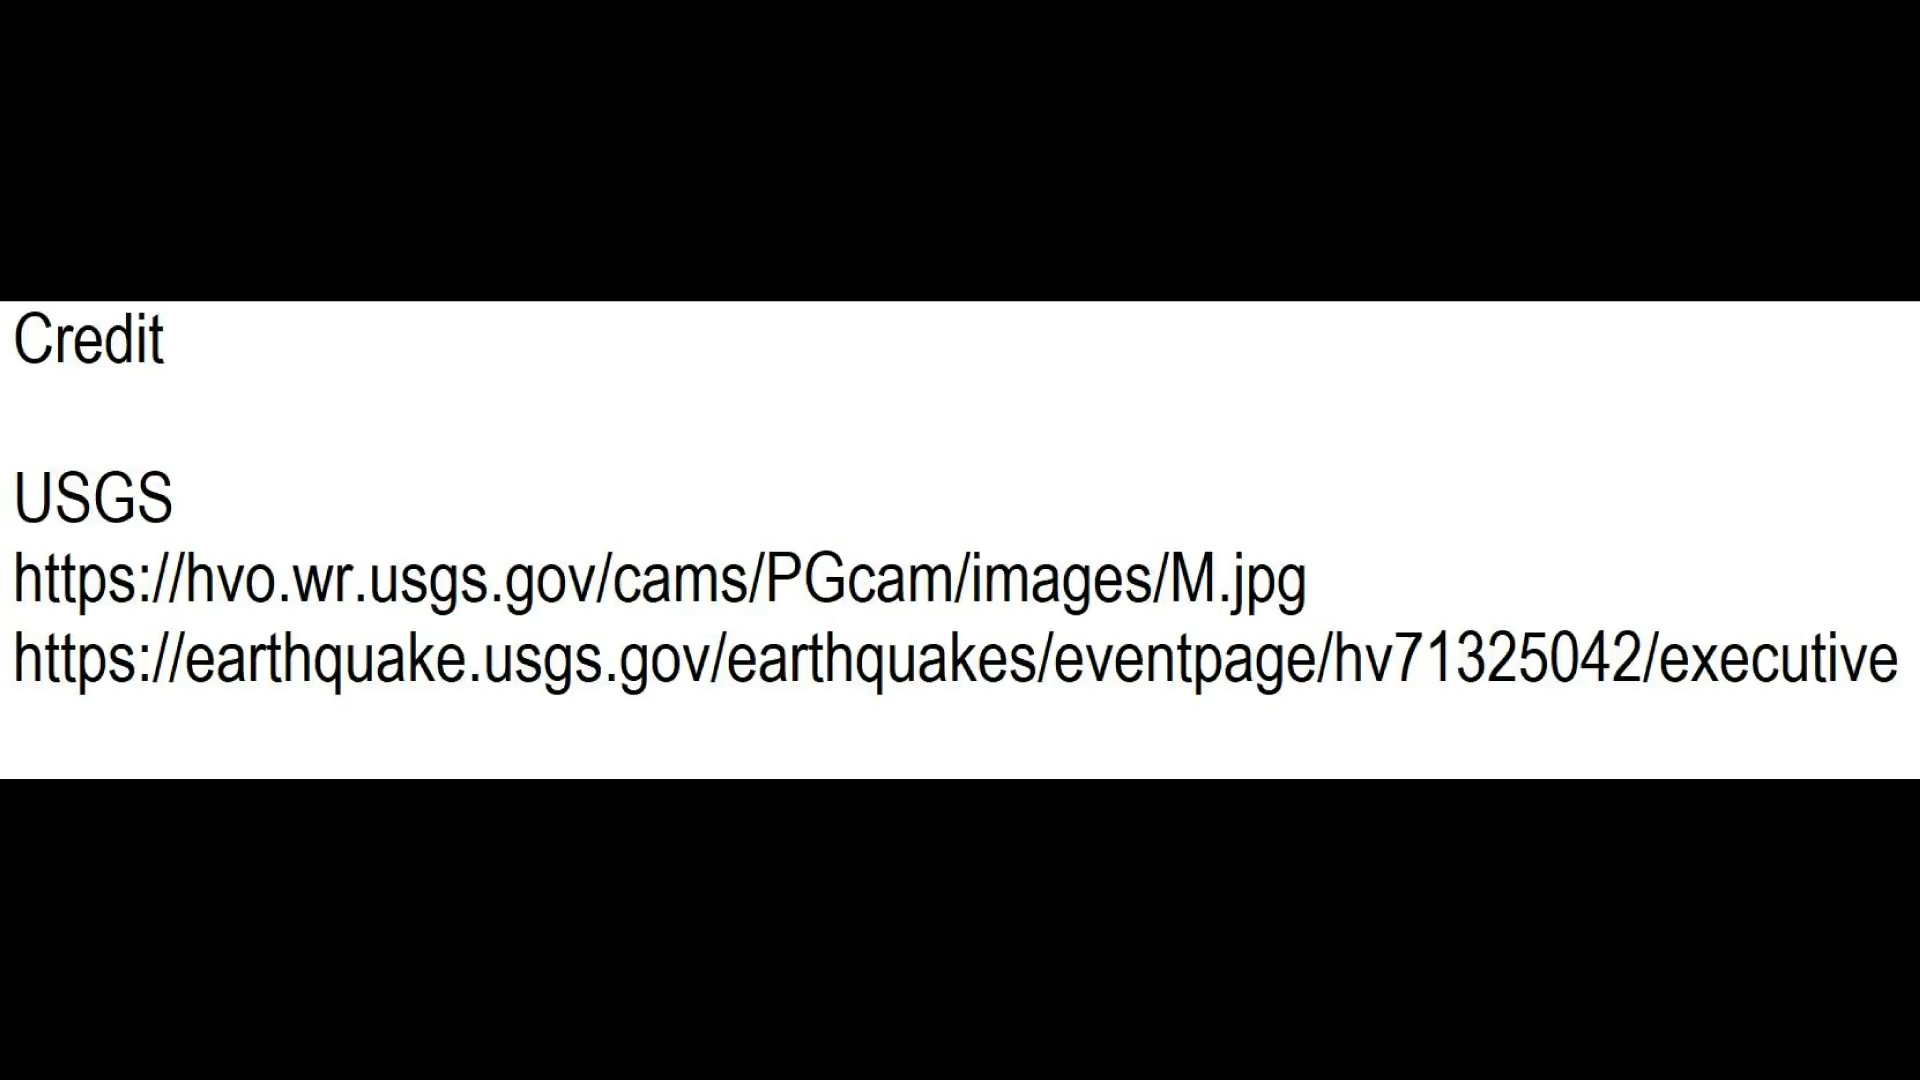 Credit
USGS
https://hvo.wr.usgs.gov/cams/PGcam/images/M.jpg
https://earthquake.usgs.gov/earthquakes/eventpage/hv71325042/executive